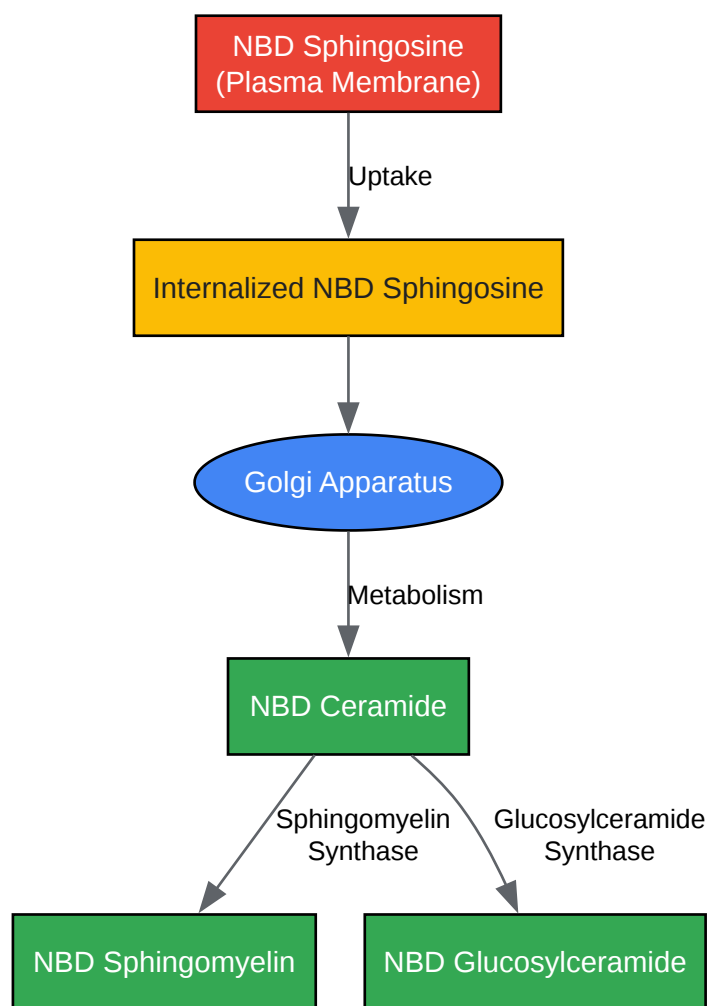 NBD Sphingosine
(Plasma Membrane)
Uptake
Internalized NBD Sphingosine
Golgi Apparatus
Metabolism
NBD Ceramide
Sphingomyelin
Synthase
Glucosylceramide
Synthase
NBD Sphingomyelin
NBD Glucosylceramide